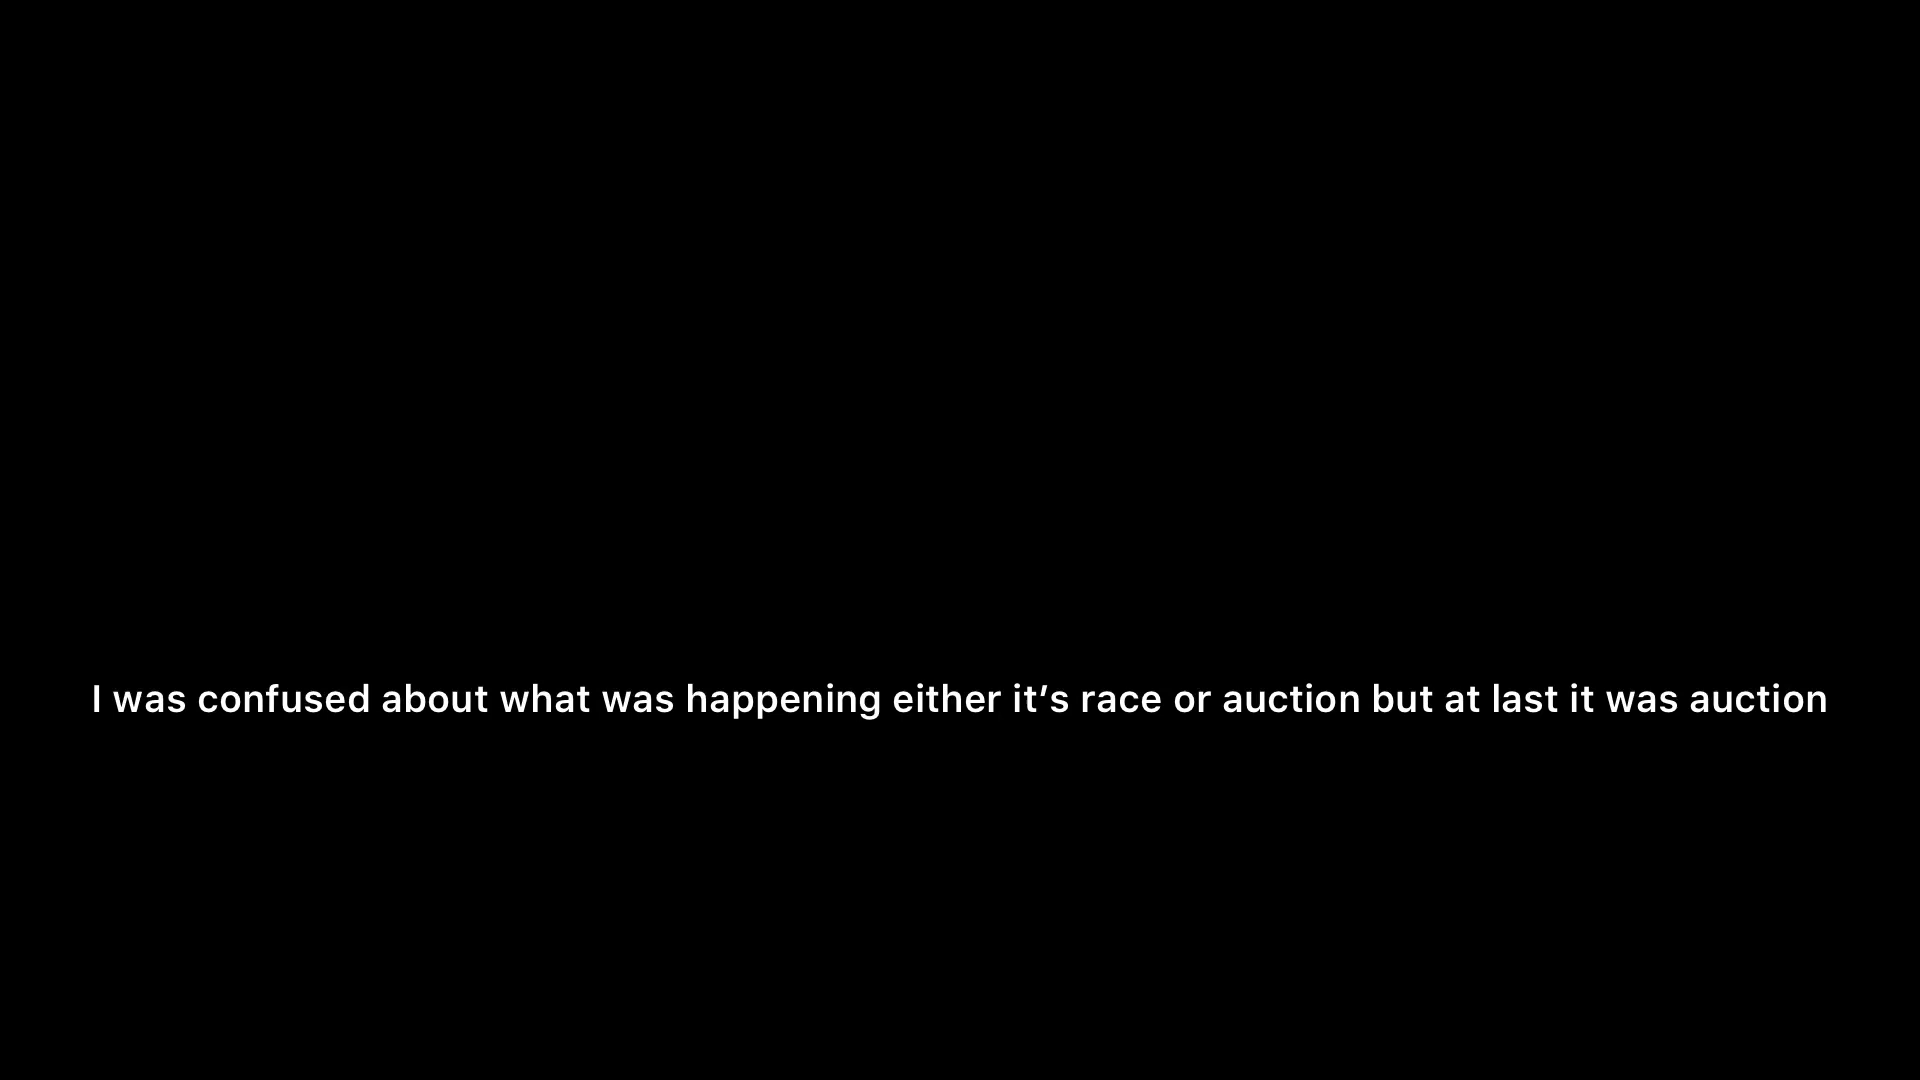 I was confused about what was happening either it’s race or auction but at last it was auction